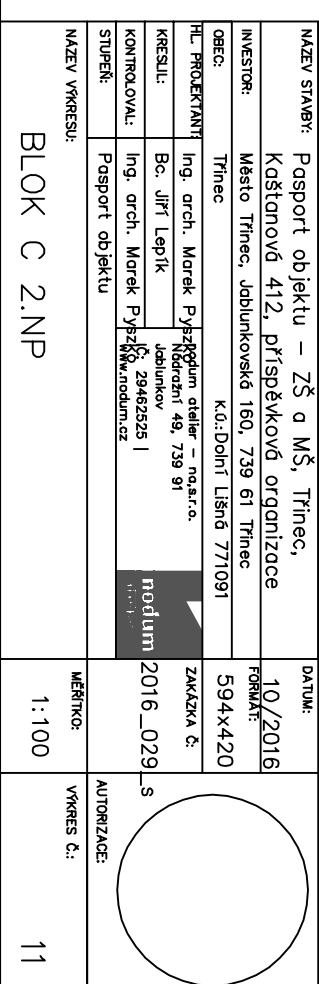 NÁZEV STAVBY: Pasport objektu – ZŠ a MŠ, Třinec,
Kaštanová 412, příspěvková organizace
INVESTOR: Město Třinec, Jablunkovská 160, 739 61 Třinec
OBEC: Třinec K.Ú.: Dolní Lišná 771091
HL. PROJEKTANT: Ing. arch. Marek Pyszko
KRESLIL: Bc. Jiří Lepík
KONTROLOVAL: Ing. arch. Marek Pyszko
STUPEŇ: Pasport objektu
nodum atelier – na,s.r.o.
Nádražní 49, 739 91
Jablunkov
IČ: 29462525 |
www.nodum.cz
nodum
DATUM:
10/2016
FORMÁT:
594x420
ZAKÁZKA Č:
2016_029_S
AUTORIZACE:
NÁZEV VÝKRESU:
BLOK C 2.NP
MĚŘÍTKO:
1:100
VÝKRES Č.:
11